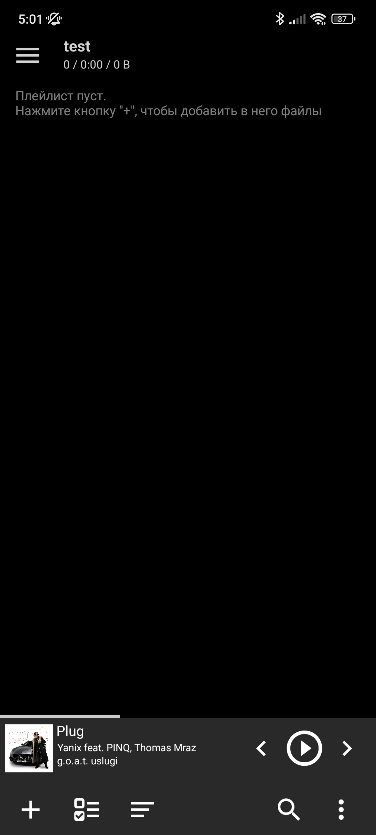 5:01
37
test
0 / 0:00 / 0 B
Плейлист пуст.
Нажмите кнопку "+", чтобы добавить в него файлы
Plug
Yanix feat. PINQ, Thomas Mraz
g.o.a.t. uslugi